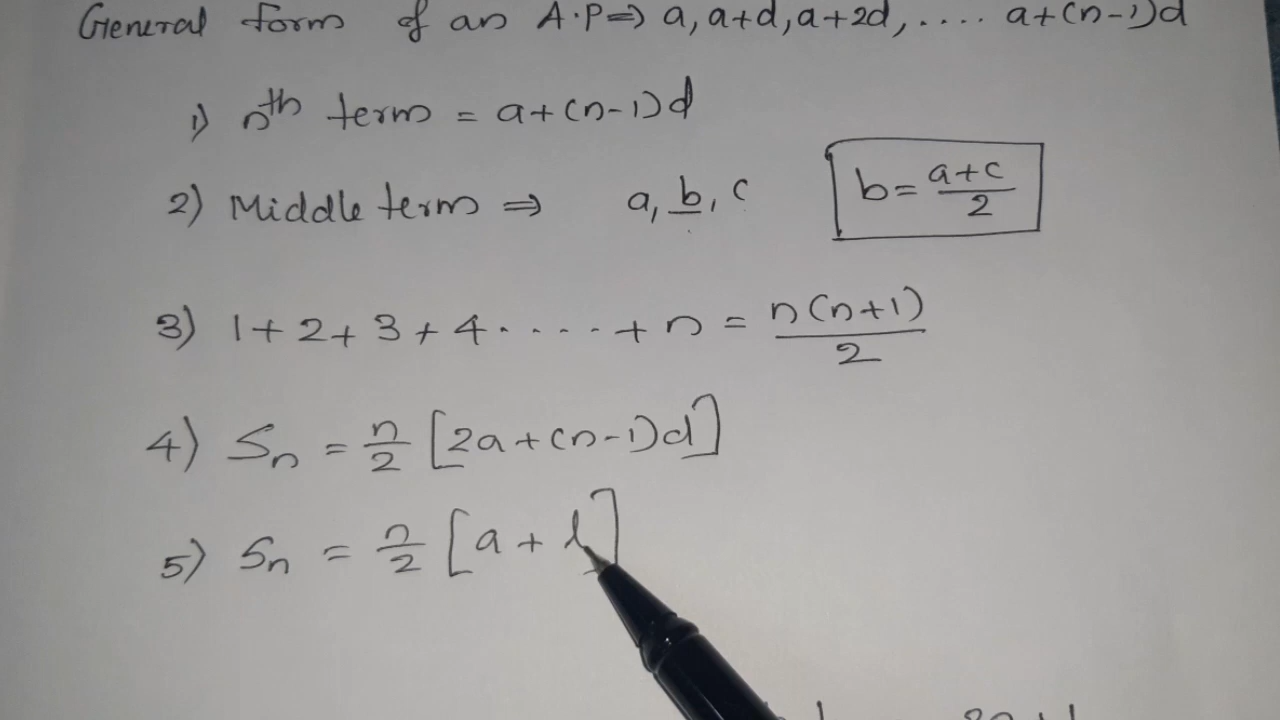 General form of an A.P ⇒ a, a+d, a+2d, .... a+(n-1)d
1) nth term = a+(n-1)d
2) Middle term ⇒ a, b, c b = a+c/2
3) 1+2+3+4.....+n = n(n+1)/2
4) Sn = n/2 [2a+(n-1)d]
5) Sn = n/2 [a+l]